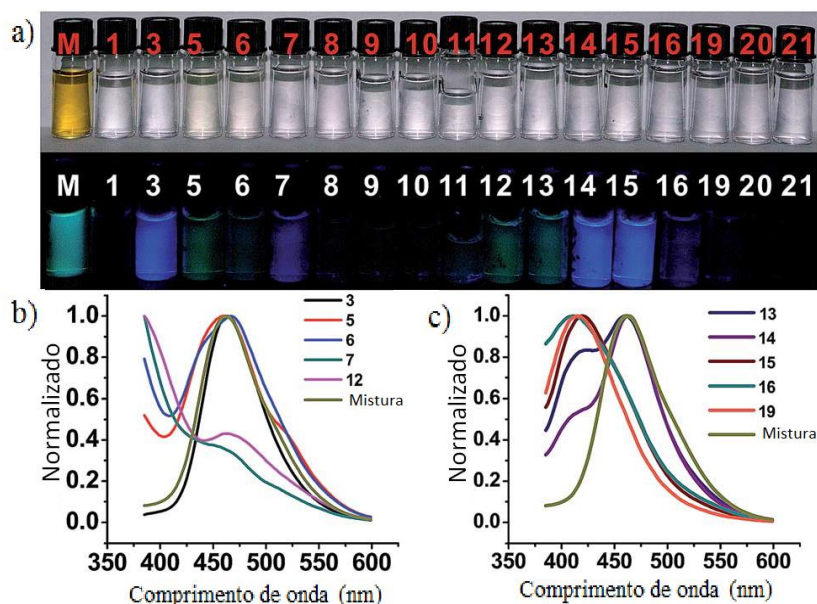 a)
M 1 3 5 6 7 8 9 10 11 12 13 14 15 16 19 20 21
M 1 3 5 6 7 8 9 10 11 12 13 14 15 16 19 20 21
b)
Normalizado
1.0
0.8
0.6
0.4
0.2
0.0
3
5
6
7
12
Mistura
350 400 450 500 550 600
Comprimento de onda (nm)
c)
Normalizado
1.0
0.8
0.6
0.4
0.2
0.0
13
14
15
16
19
Mistura
350 400 450 500 550 600
Comprimento de onda (nm)